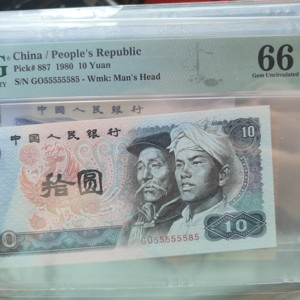 G China / People's Republic 66
Pick# 887 1980 10 Yuan Gem Uncirculated
S/N GO55555585 - Wmk: Man's Head
中国人民银行
中国人民银行 10
拾圆
GO55555585 10